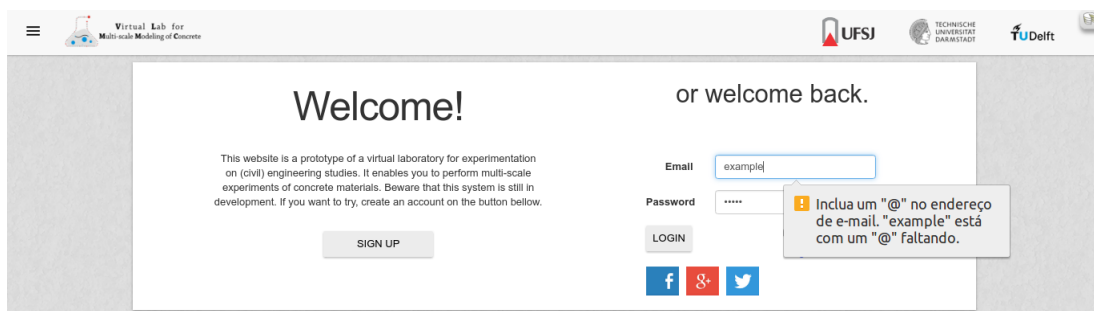 Virtual Lab for
Multi-scale Modeling of Concrete
UFSJ
TECHNISCHE
UNIVERSITAT
DARMSTADT
TUDelft
Welcome!
This website is a prototype of a virtual laboratory for experimentation
on (civil) engineering studies. It enables you to perform multi-scale
experiments of concrete materials. Beware that this system is still in
development. If you want to try, create an account on the button bellow.
SIGN UP
or welcome back.
Email
example
Password
•••••
Inclua um "@" no endereço
de e-mail. "example" está
com um "@" faltando.
LOGIN
f
g+